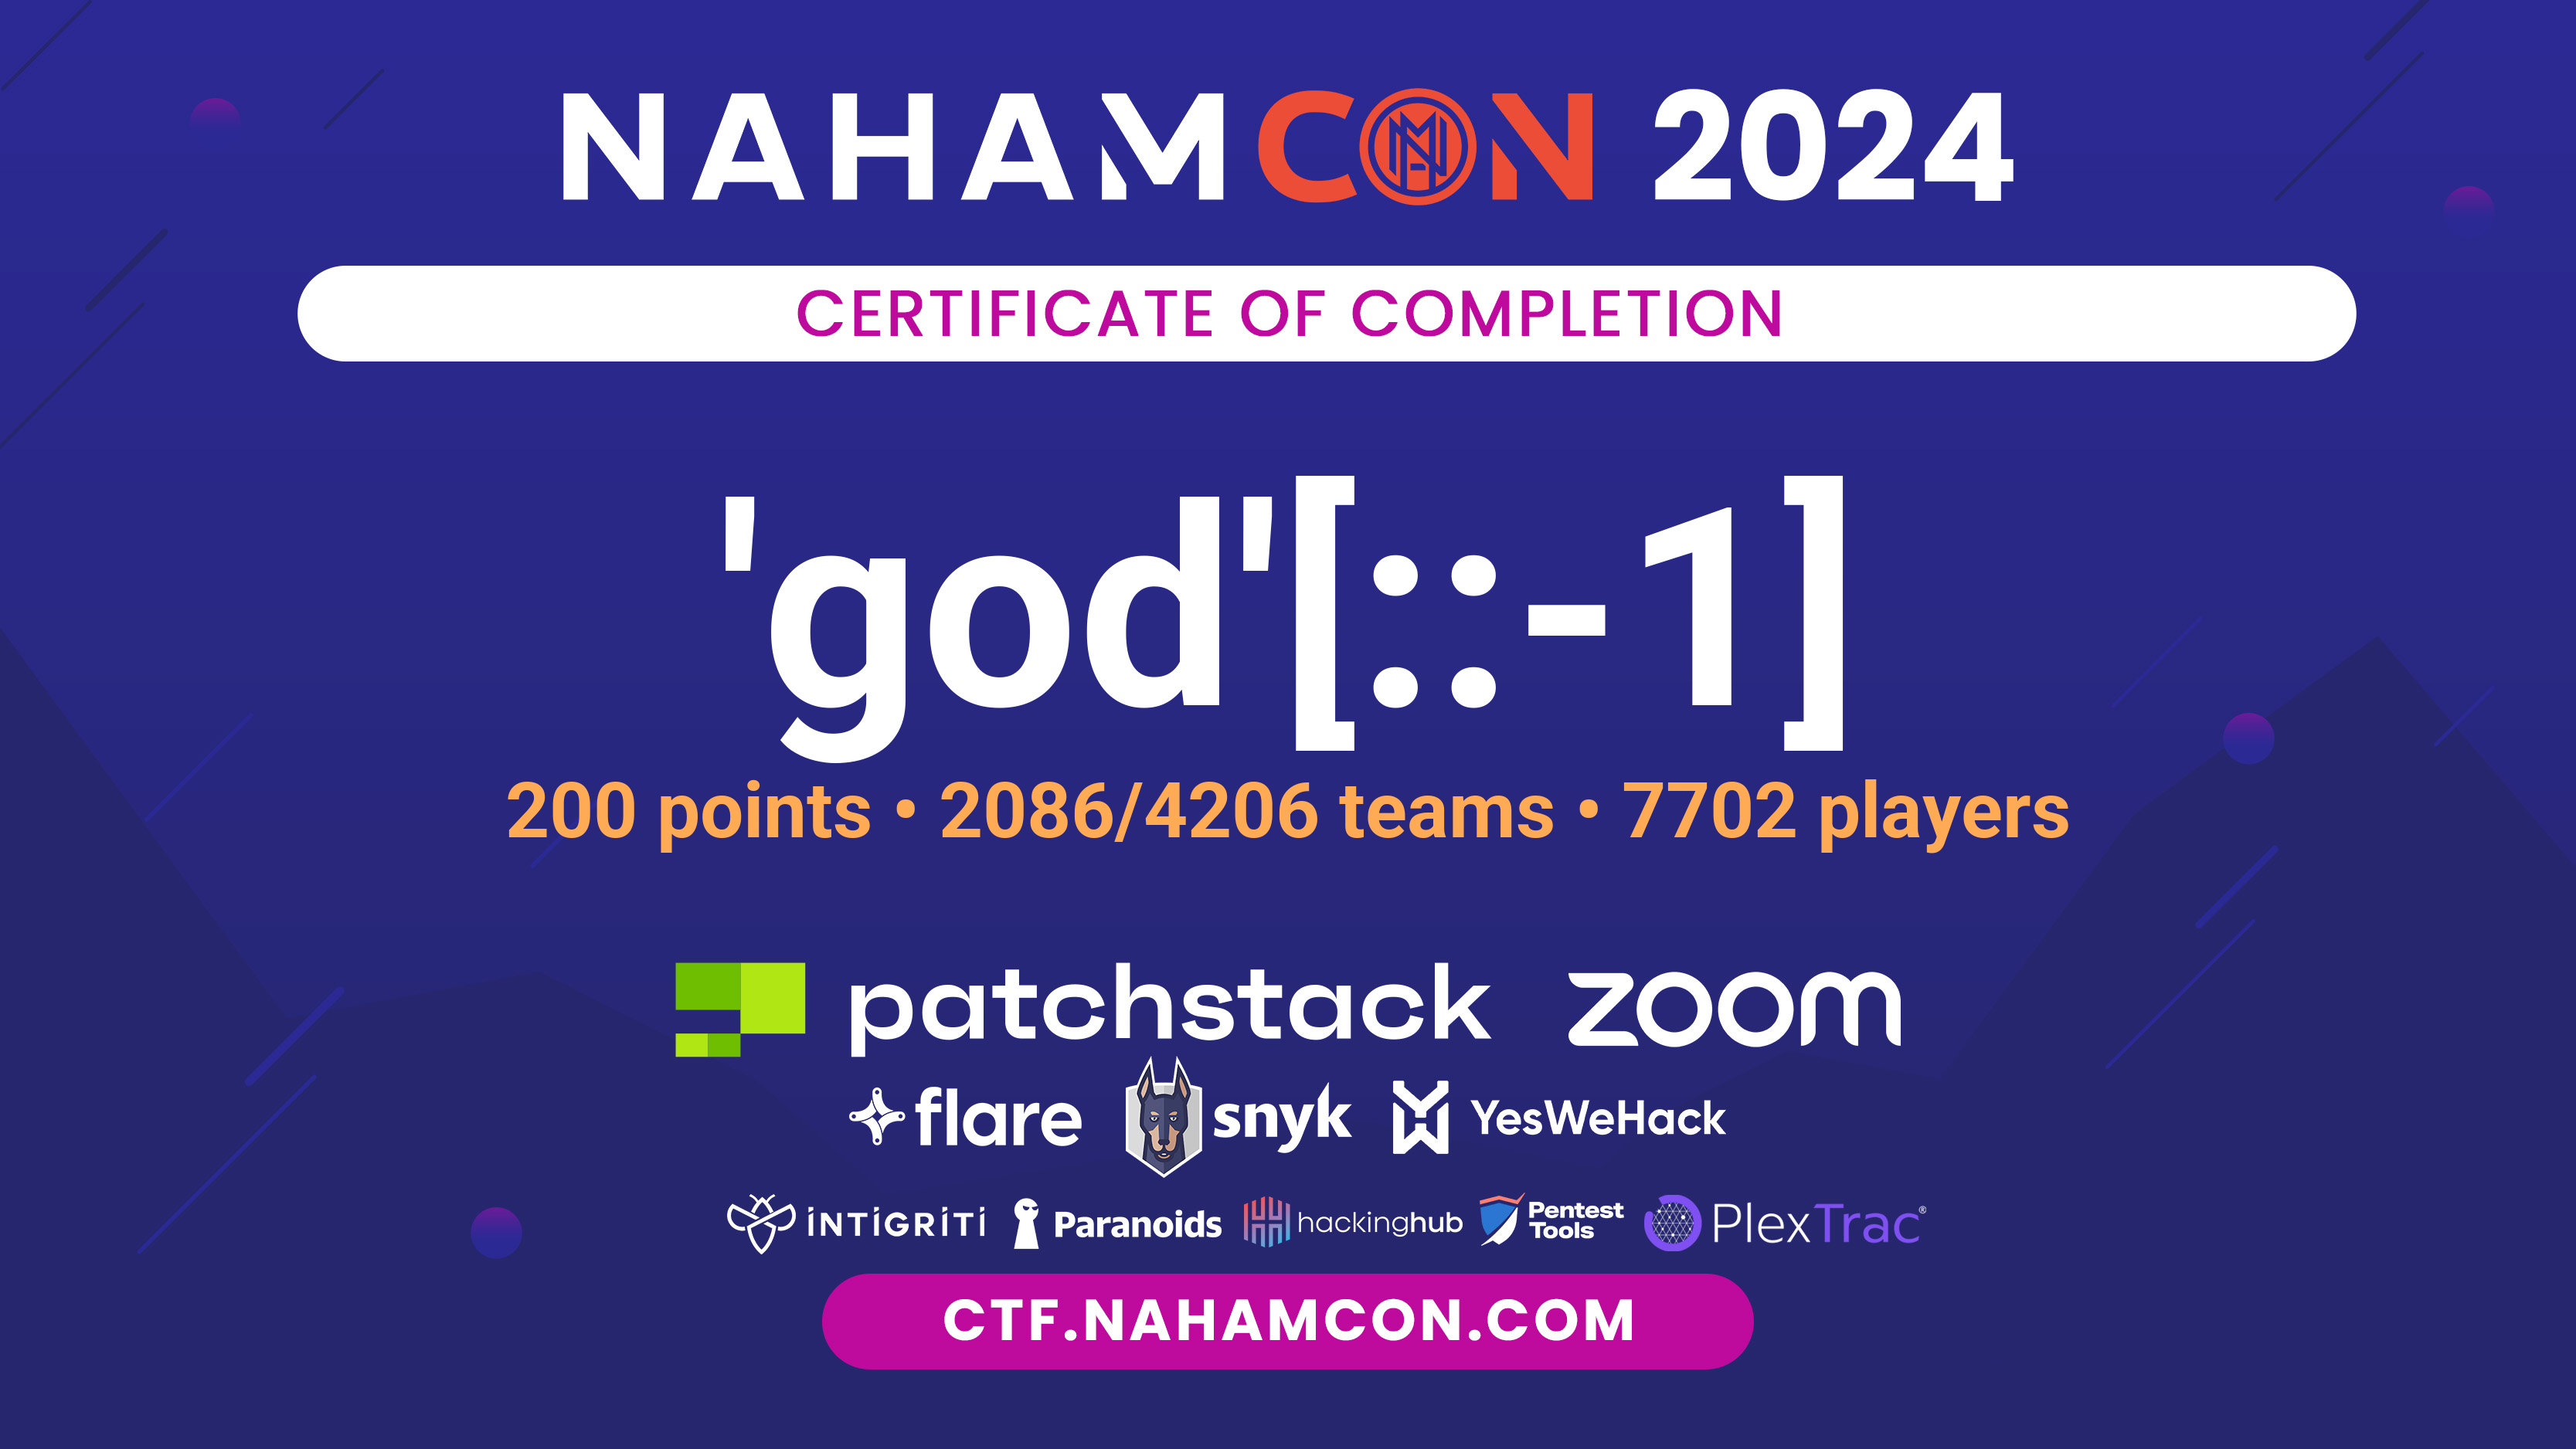 NAHAMCON 2024
CERTIFICATE OF COMPLETION
'god'[::-1]
200 points • 2086/4206 teams • 7702 players
patchstack zoom
flare snyk YesWeHack
INTIGRITI Paranoids hackinghub Pentest Tools PlexTrac®
CTF.NAHAMCON.COM